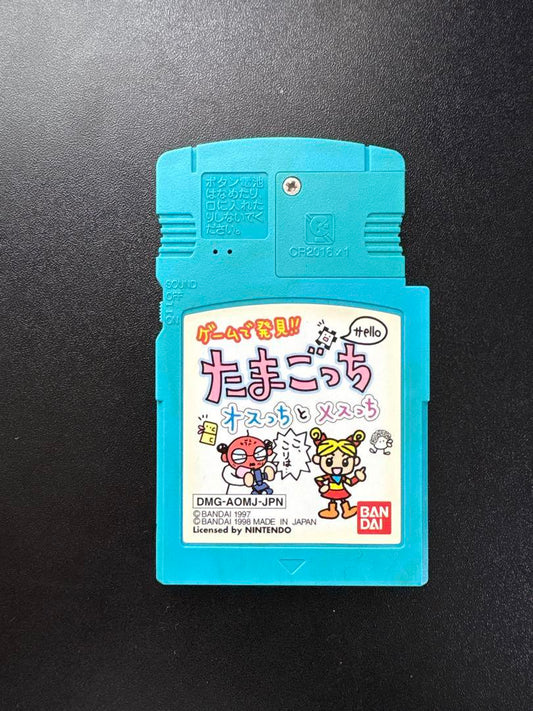 ボタン電池
はなめたり
口に入れた
りしないでく
ださい。
CR2016×1
SOUND
OFF
ON
ゲームで発見!!
Hello
たまごっち
オスっちとメスっち
こ、
こりは…
DMG-AOMJ-JPN
©BANDAI 1997
©BANDAI 1998 MADE IN JAPAN
Licensed by NINTENDO
BAN
DAI